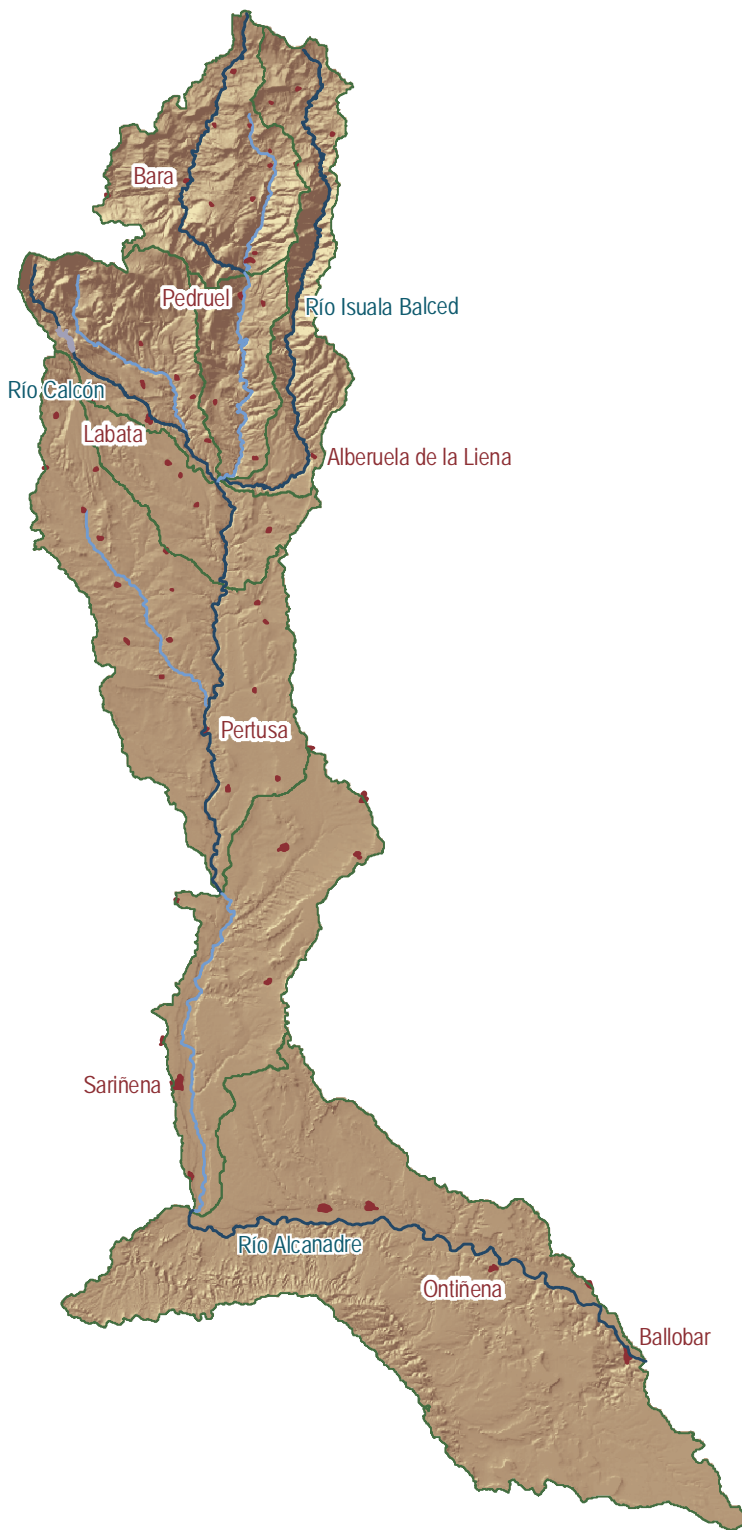 Bara
Pedruel
Río Isuala Balced
Río Calcón
Labata
Alberuela de la Liena
Pertusa
Sariñena
Río Alcanadre
Ontiñena
Ballobar